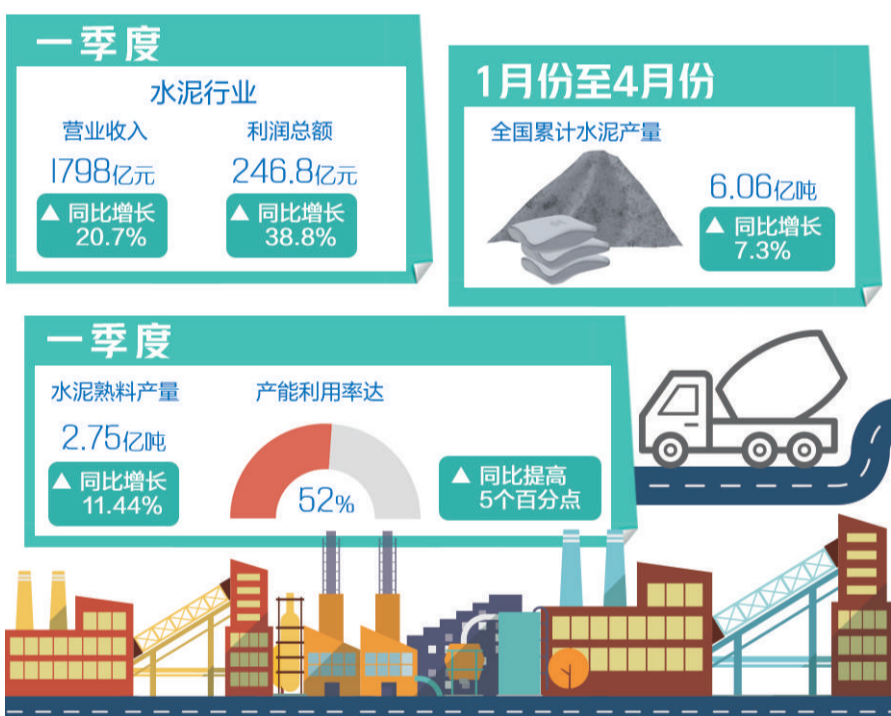 一季度
水泥行业
营业收入
利润总额
1798亿元
246.8亿元
▲ 同比增长
20.7%
▲ 同比增长
38.8%
1月份至4月份
全国累计水泥产量
6.06亿吨
▲ 同比增长
7.3%
一季度
水泥熟料产量
产能利用率达
2.75亿吨
▲ 同比增长
11.44%
52%
▲ 同比提高
5个百分点